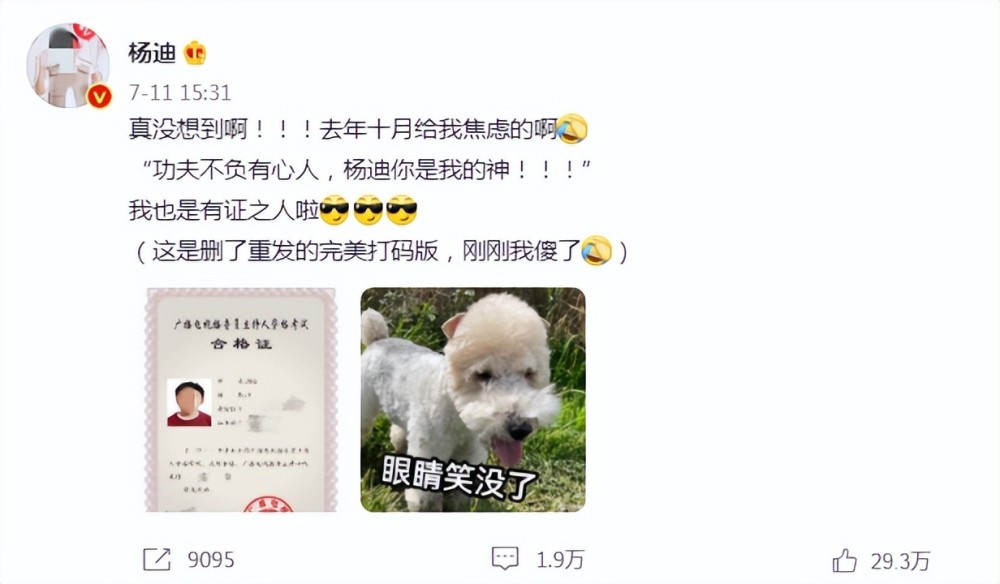 杨迪
7-11 15:31
真没想到啊！！！去年十月给我焦虑的啊
“功夫不负有心人，杨迪你是我的神！！！”
我也是有证之人啦
（这是删了重发的完美打码版，刚刚我傻了）
广播电视播音员主持人资格考试
合格证
眼睛笑没了
9095
1.9万
29.3万